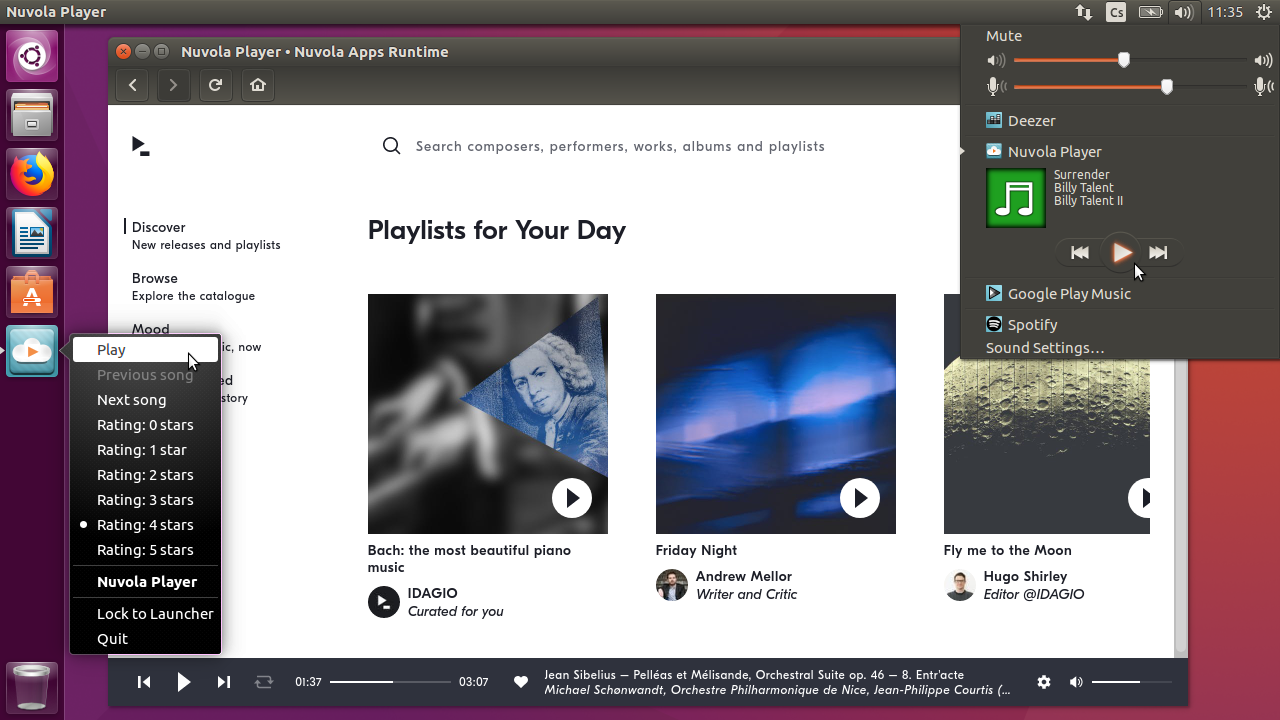 Nuvola Player
Cs
11:35
Nuvola Player • Nuvola Apps Runtime
Search composers, performers, works, albums and playlists
Discover
New releases and playlists
Browse
Explore the catalogue
Mood
ic, now
ed
story
Playlists for Your Day
Bach: the most beautiful piano
music
IDAGIO
Curated for you
Friday Night
Andrew Mellor
Writer and Critic
Fly me to the Moon
Hugo Shirley
Editor @IDAGIO
01:37
03:07
Jean Sibelius – Pelléas et Mélisande, Orchestral Suite op. 46 – 8. Entr'acte
Michael Schønwandt, Orchestre Philharmonique de Nice, Jean-Philippe Courtis (...
Play
Previous song
Next song
Rating: 0 stars
Rating: 1 star
Rating: 2 stars
Rating: 3 stars
Rating: 4 stars
Rating: 5 stars
Nuvola Player
Lock to Launcher
Quit
Mute
Deezer
Nuvola Player
Surrender
Billy Talent
Billy Talent II
Google Play Music
Spotify
Sound Settings...